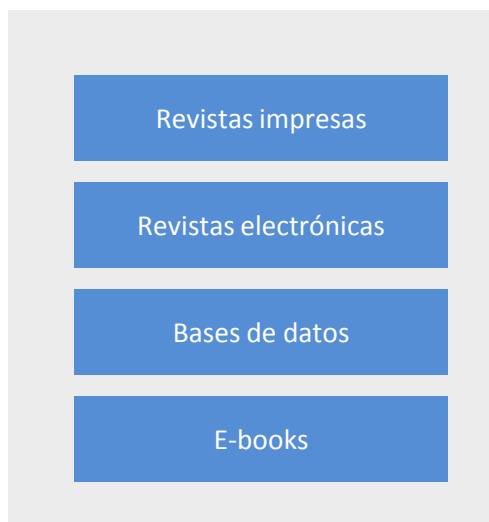 Revistas impresas
Revistas electrónicas
Bases de datos
E-books